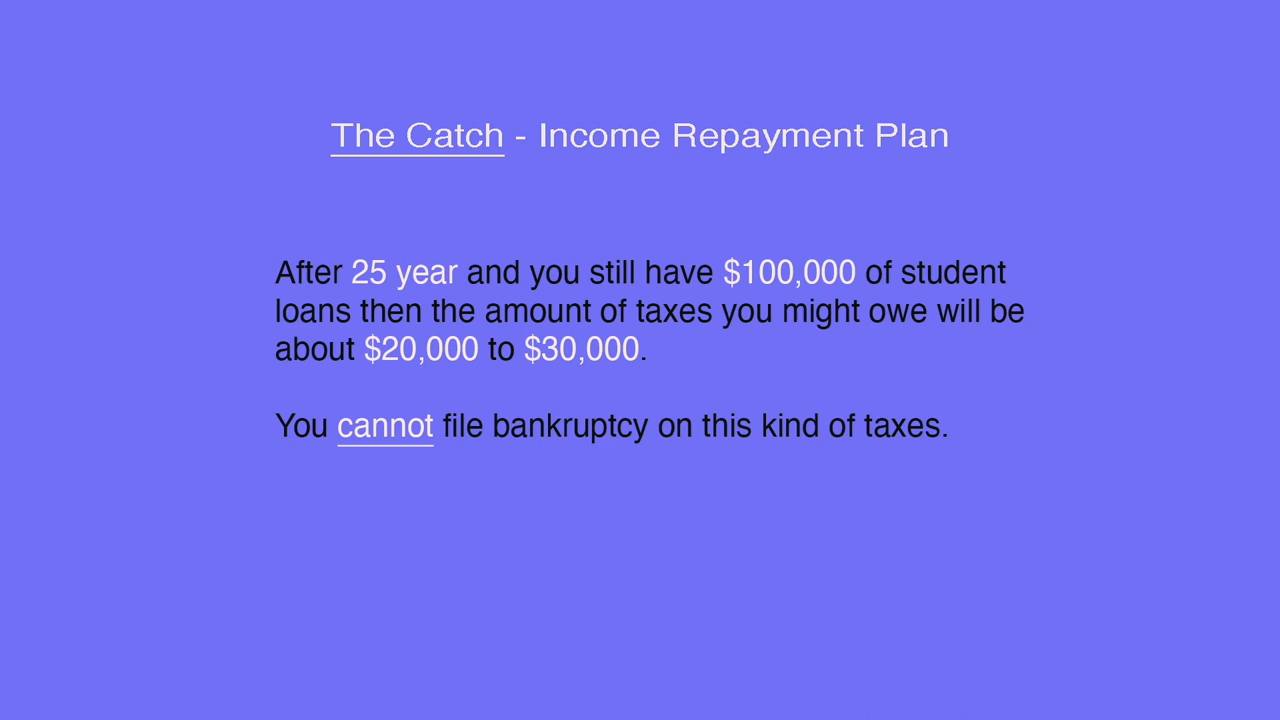 The Catch - Income Repayment Plan
After 25 year and you still have $100,000 of student
loans then the amount of taxes you might owe will be
about $20,000 to $30,000.
You cannot file bankruptcy on this kind of taxes.